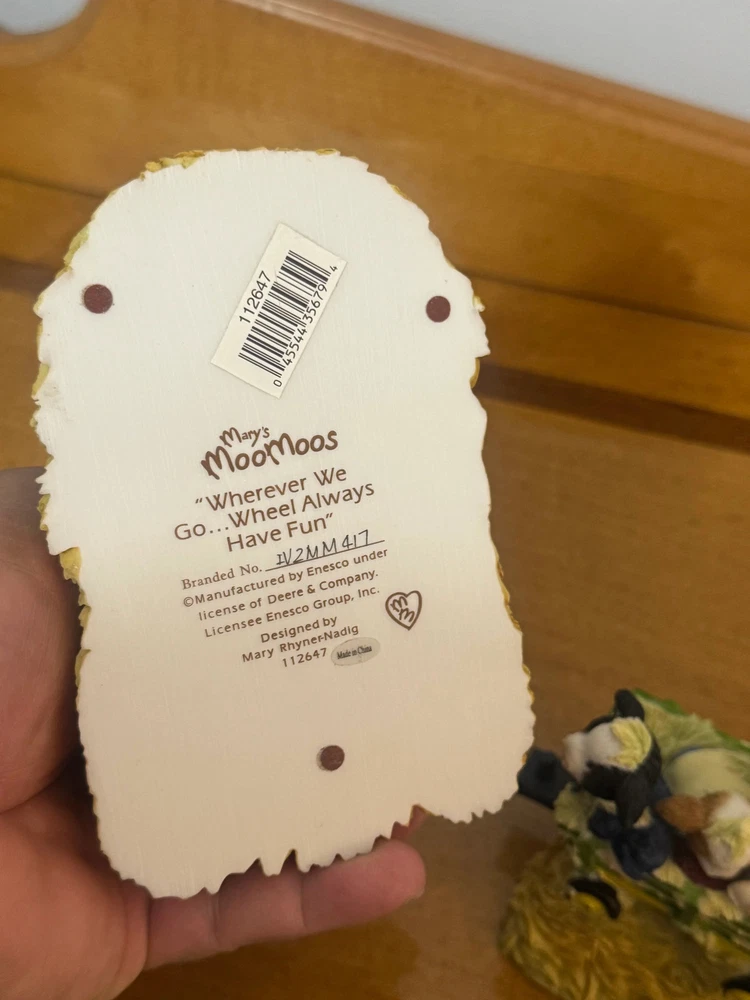 112647
0 45544 35679 4
Mary's
MooMoos
"Wherever We
Go...Wheel Always
Have Fun"
Branded No. IV2MM417
©Manufactured by Enesco under
license of Deere & Company.
Licensee Enesco Group, Inc.
Designed by
Mary Rhyner-Nadig
112647 Made in China
MM